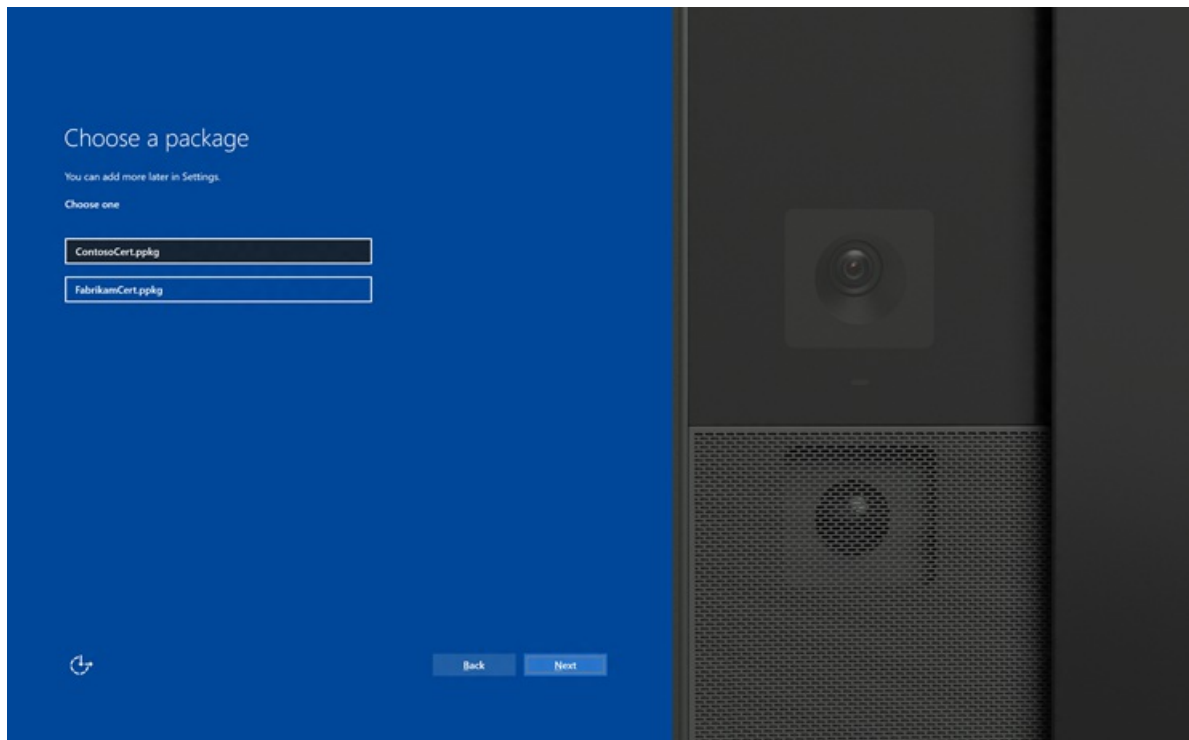 Choose a package
You can add more later in Settings.
Choose one
ContosoCert.ppkg
FabrikamCert.ppkg
Back
Next